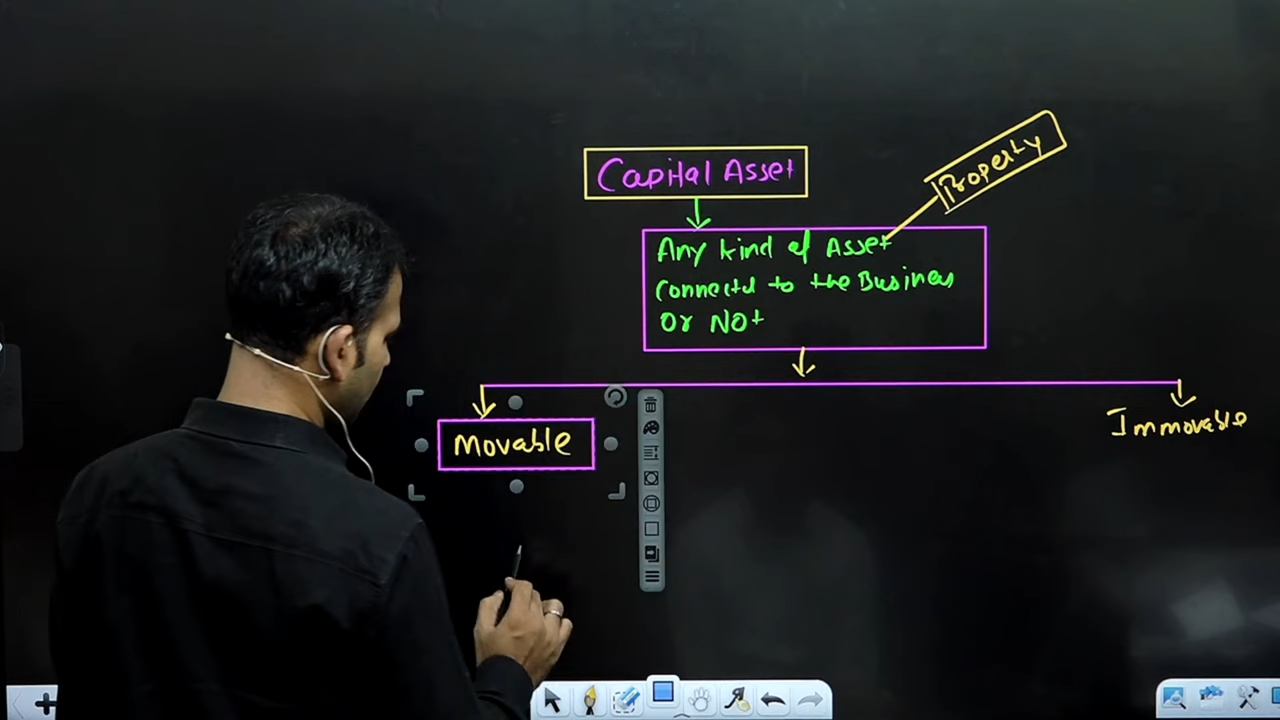 Capital Asset
Property
Any kind of Asset
Connected to the Business
Or Not
Movable
Immovable